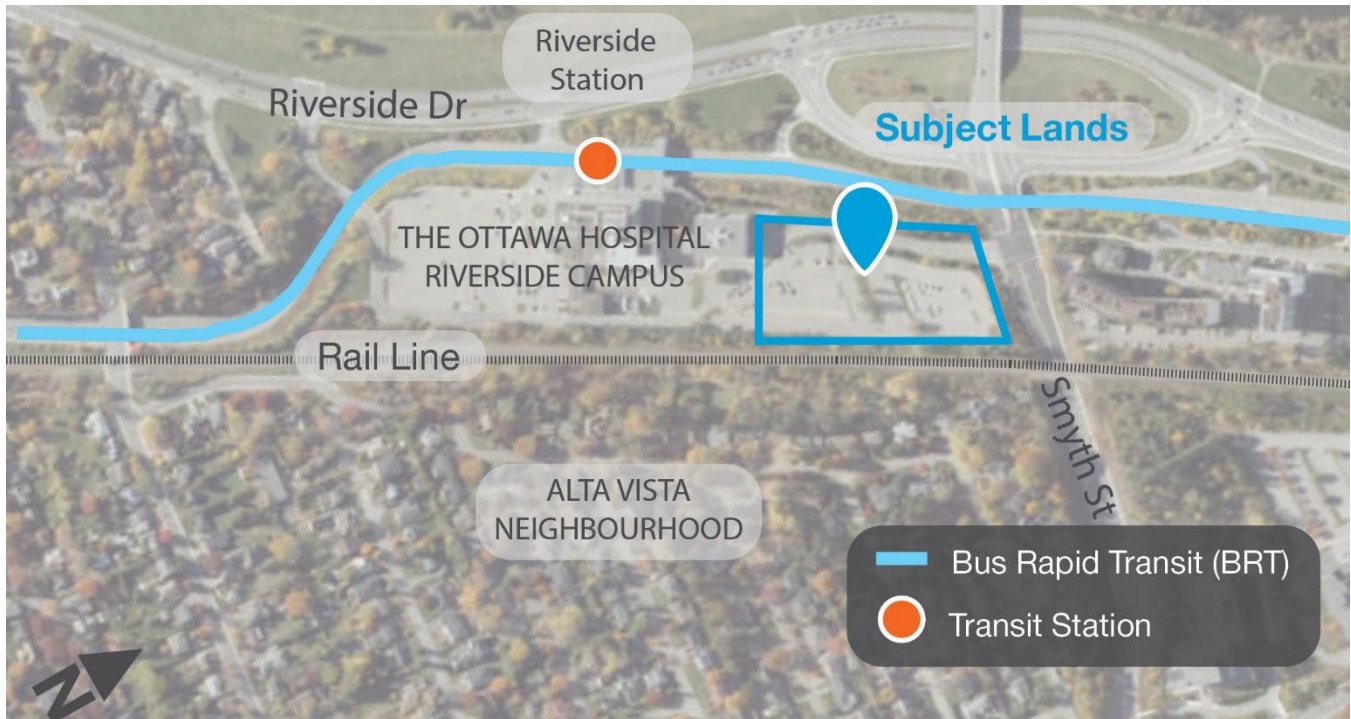 Riverside
Station
Riverside Dr
Subject Lands
THE OTTAWA HOSPITAL
RIVERSIDE CAMPUS
Rail Line
Smyth St
ALTA VISTA
NEIGHBOURHOOD
Bus Rapid Transit (BRT)
Transit Station
N